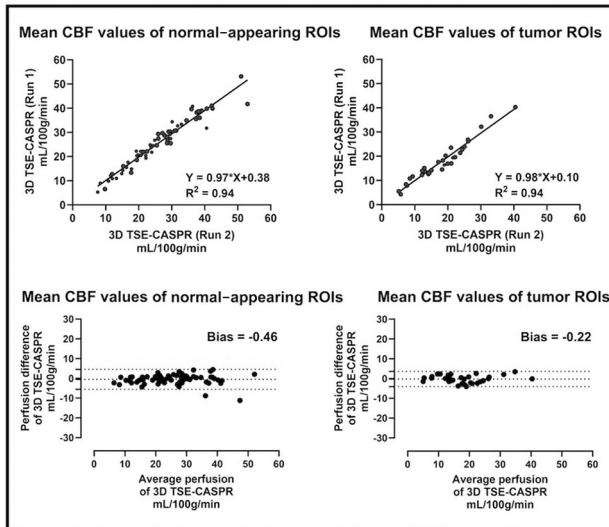 Mean CBF values of normal-appearing ROIs
3D TSE-CASPR (Run 1)
mL/100g/min
60
50
40
30
20
10
0
0 10 20 30 40 50 60
Y = 0.97*X+0.38
R² = 0.94
3D TSE-CASPR (Run 2)
mL/100g/min
Mean CBF values of tumor ROIs
3D TSE-CASPR (Run 1)
mL/100g/min
60
50
40
30
20
10
0
0 10 20 30 40 50 60
Y = 0.98*X+0.10
R² = 0.94
3D TSE-CASPR (Run 2)
mL/100g/min
Mean CBF values of normal-appearing ROIs
Perfusion difference
of 3D TSE-CASPR
mL/100g/min
30
20
10
0
-10
-20
-30
Bias = -0.46
0 10 20 30 40 50 60
Average perfusion
of 3D TSE-CASPR
mL/100g/min
Mean CBF values of tumor ROIs
Perfusion difference
of 3D TSE-CASPR
mL/100g/min
30
20
10
0
-10
-20
-30
Bias = -0.22
0 10 20 30 40 50 60
Average perfusion
of 3D TSE-CASPR
mL/100g/min